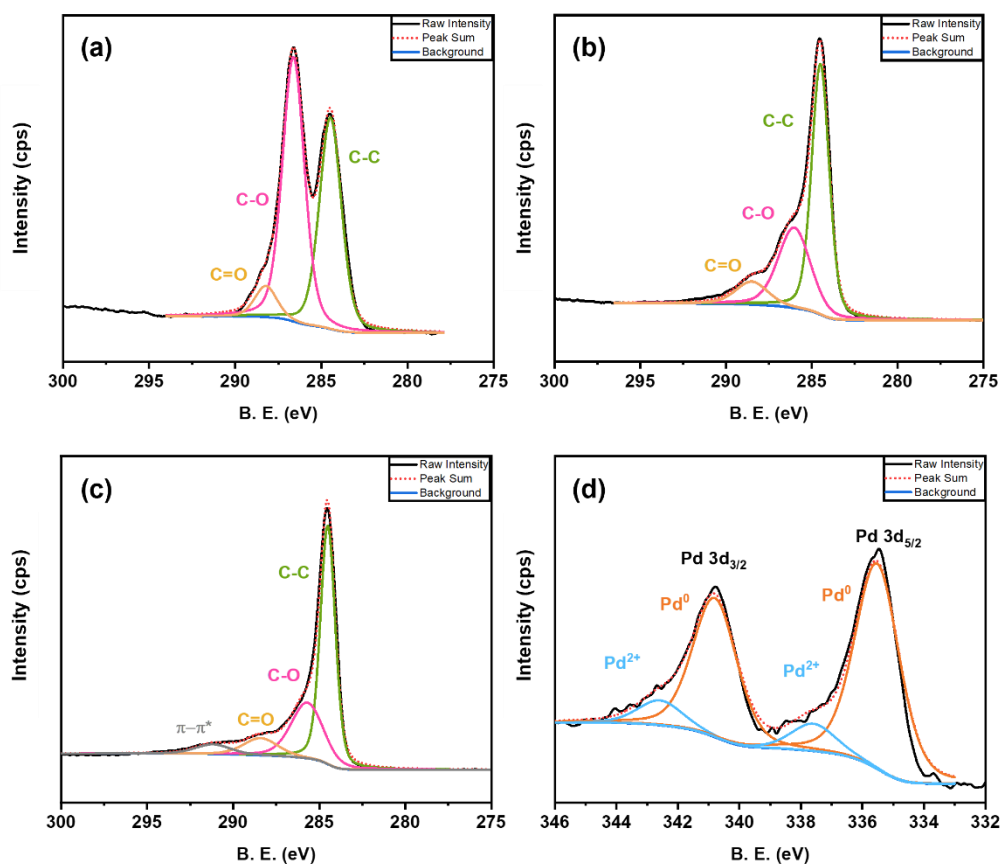 (a)
Raw Intensity
Peak Sum
Background
C-C
C-O
C=O
Intensity (cps)
300 295 290 285 280 275
B. E. (eV)
(b)
Raw Intensity
Peak Sum
Background
C-C
C-O
C=O
Intensity (cps)
300 295 290 285 280 275
B. E. (eV)
(c)
Raw Intensity
Peak Sum
Background
C-C
C-O
C=O
π–π*
Intensity (cps)
300 295 290 285 280 275
B. E. (eV)
(d)
Raw Intensity
Peak Sum
Background
Pd 3d5/2
Pd 3d3/2
Pd⁰
Pd⁰
Pd²⁺
Pd²⁺
Intensity (cps)
346 344 342 340 338 336 334 332
B. E. (eV)